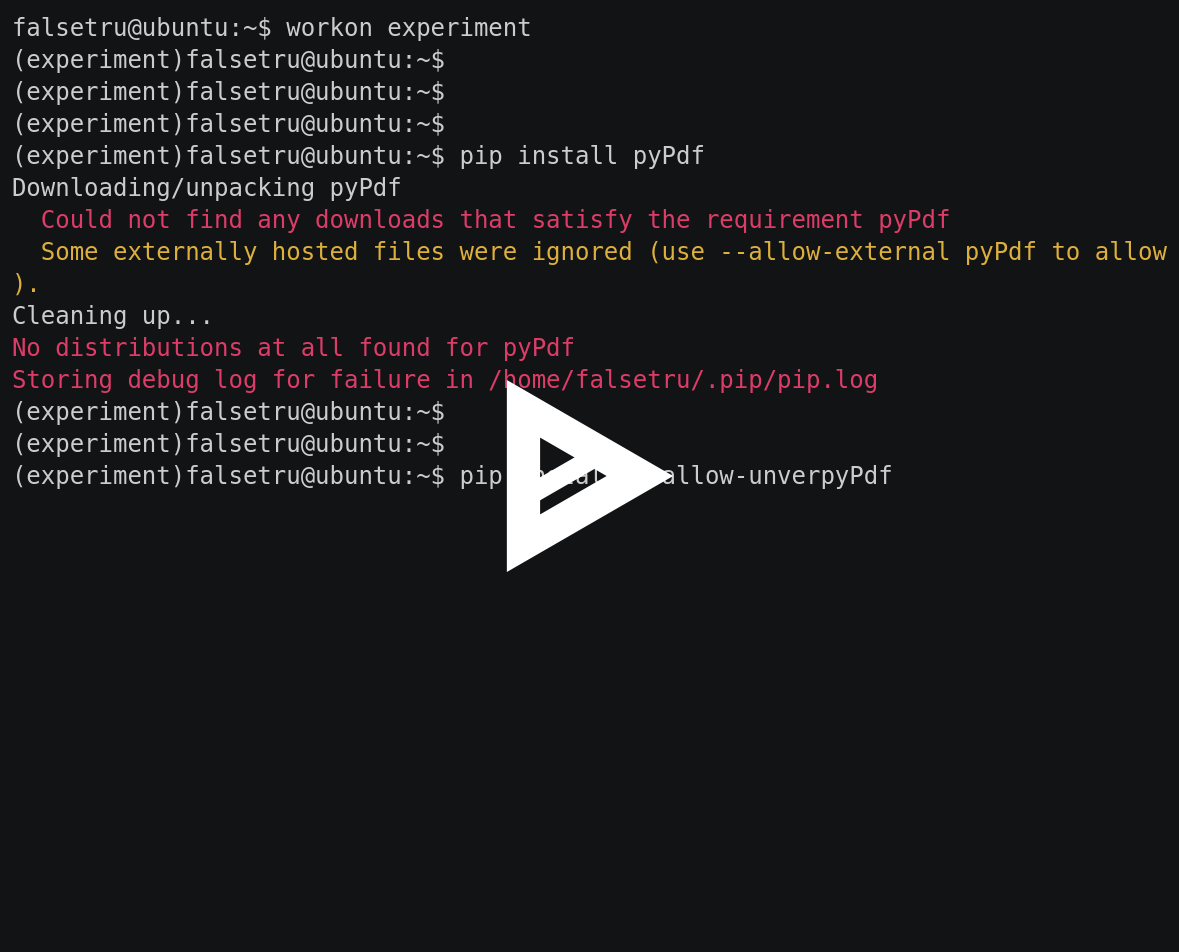 falsetru@ubuntu:~$ workon experiment
(experiment)falsetru@ubuntu:~$
(experiment)falsetru@ubuntu:~$
(experiment)falsetru@ubuntu:~$
(experiment)falsetru@ubuntu:~$ pip install pyPdf
Downloading/unpacking pyPdf
  Could not find any downloads that satisfy the requirement pyPdf
  Some externally hosted files were ignored (use --allow-external pyPdf to allow
).
Cleaning up...
No distributions at all found for pyPdf
Storing debug log for failure in /home/falsetru/.pip/pip.log
(experiment)falsetru@ubuntu:~$
(experiment)falsetru@ubuntu:~$
(experiment)falsetru@ubuntu:~$ pip allow-unverpyPdf